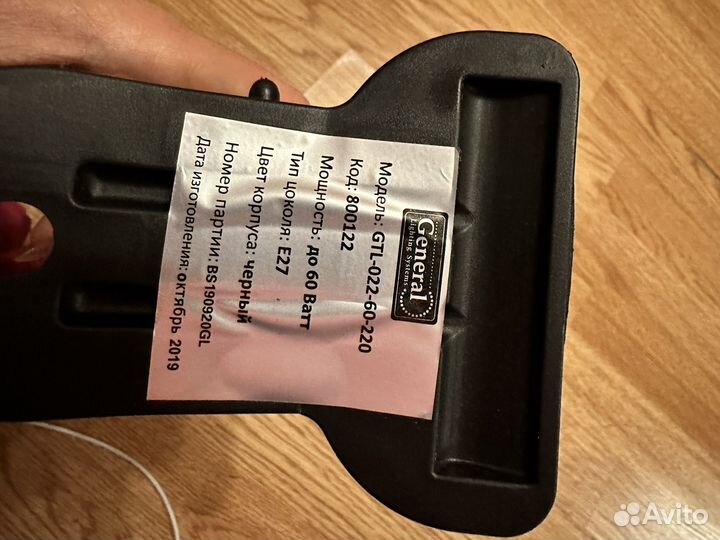 General
Lighting Systems
Модель: GTL-022-60-220
Код: 800122
Мощность: до 60 Ватт
Тип цоколя: E27
Цвет корпуса: черный
Номер партии: BS190920GL
Дата изготовления: октябрь 2019
Avito